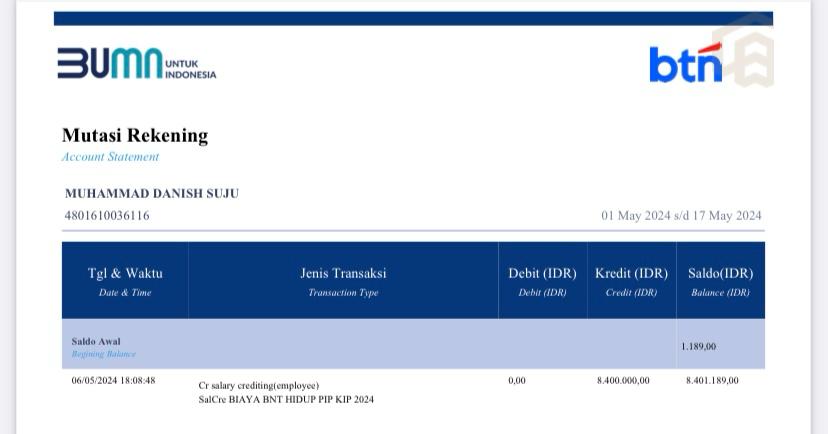 BUMN UNTUK
INDONESIA
btn
Mutasi Rekening
Account Statement
MUHAMMAD DANISH SUJU
4801610036116
01 May 2024 s/d 17 May 2024
Tgl & Waktu Jenis Transaksi Debit (IDR) Kredit (IDR) Saldo(IDR)
Date & Time Transaction Type Debit (IDR) Credit (IDR) Balance (IDR)
Saldo Awal
Begining Balance
1.189,00
06/05/2024 18:08:48 Cr salary crediting(employee) 0,00 8.400.000,00 8.401.189,00
SalCre BIAYA BNT HIDUP PIP KIP 2024